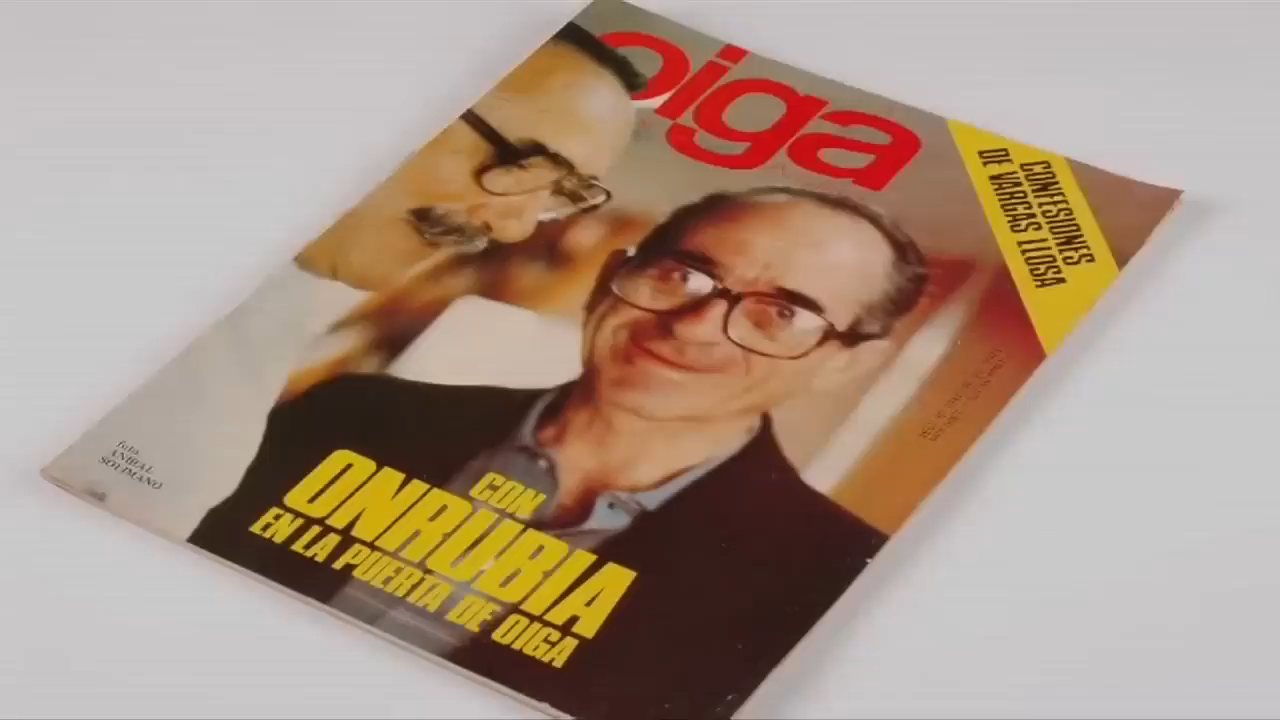 oiga
CONFESIONES
DE VARGAS LLOSA
foto
ANIBAL
SOLIMANO
CON
ONRUBIA
EN LA PUERTA DE OIGA